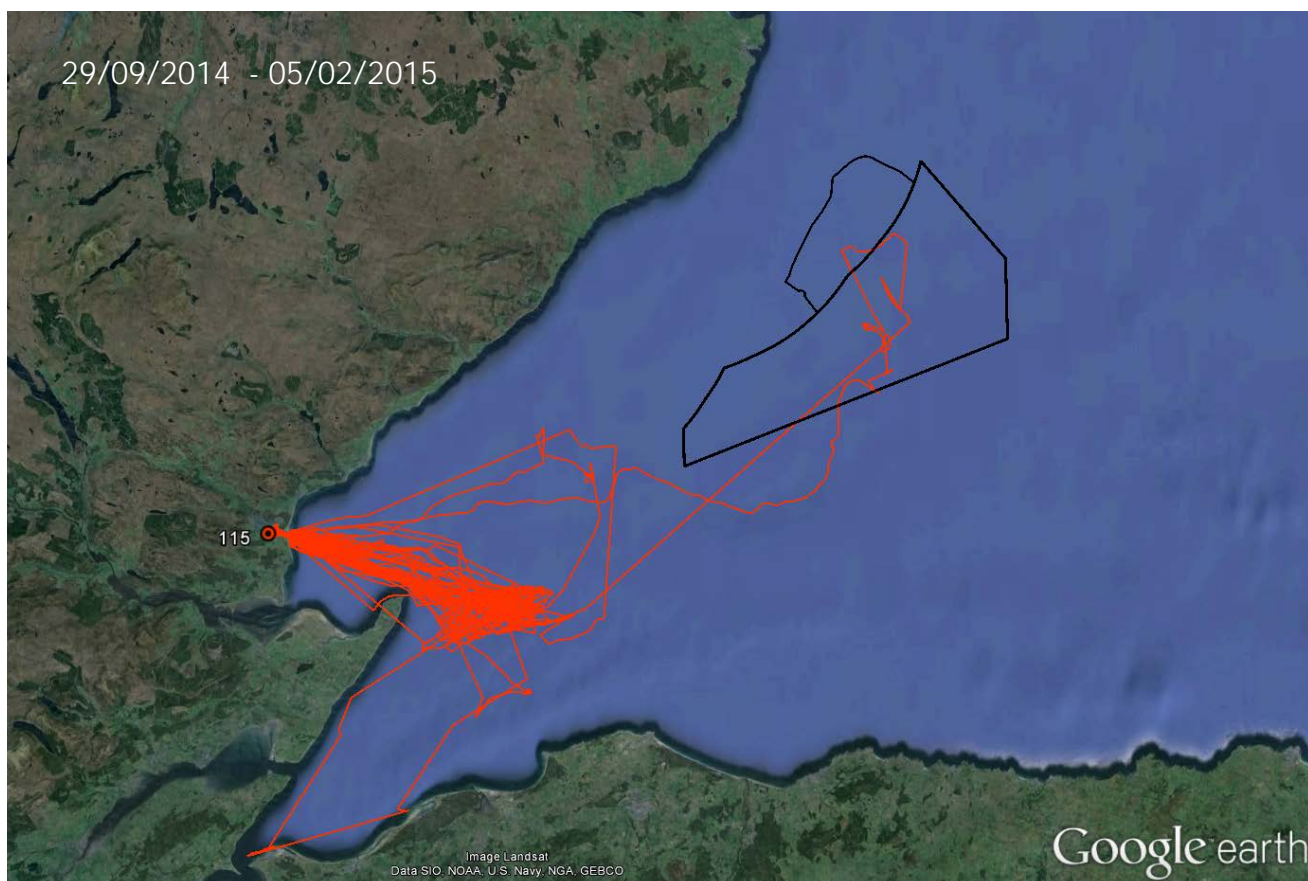 29/09/2014 - 05/02/2015
115
Image Landsat
Data SIO, NOAA, U.S. Navy, NGA, GEBCO
Google earth